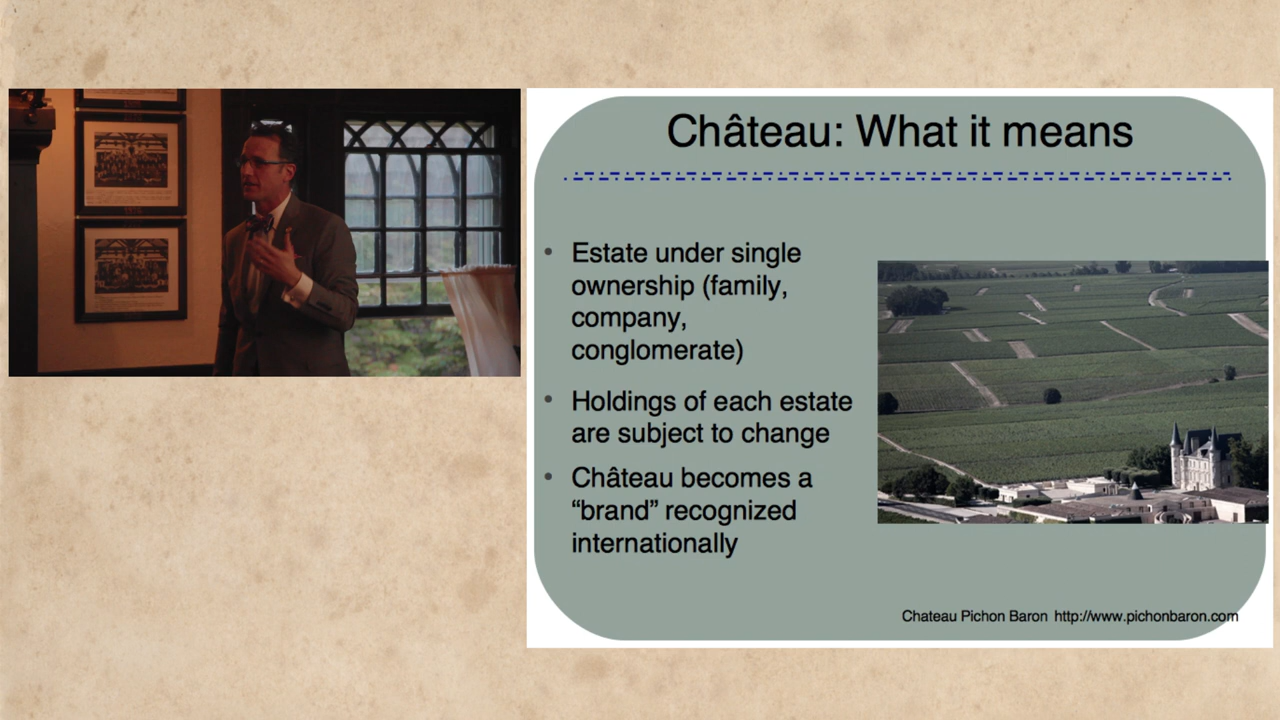 Château: What it means
• Estate under single
ownership (family,
company,
conglomerate)
• Holdings of each estate
are subject to change
• Château becomes a
“brand” recognized
internationally
Chateau Pichon Baron http://www.pichonbaron.com